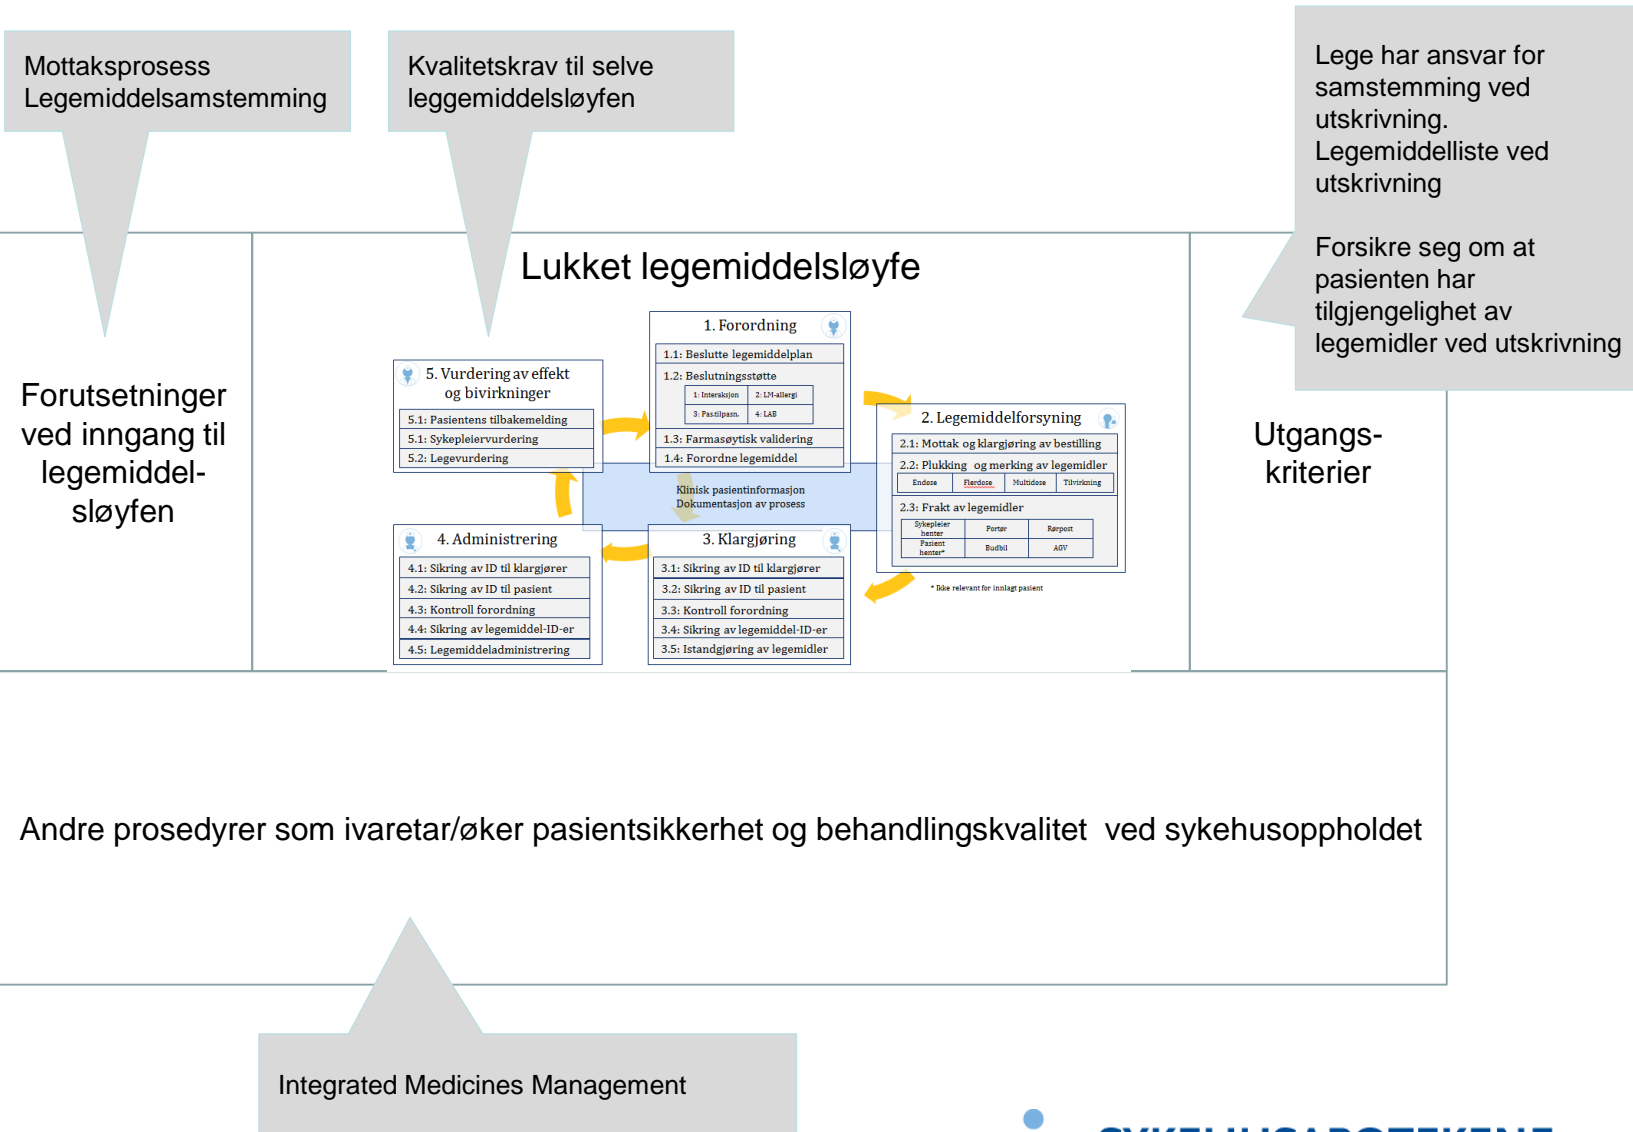 Mottaksprosess
Legemiddelsamstemming
Kvalitetskrav til selve
leggemiddelsløyfen
Lege har ansvar for
samstemming ved
utskrivning.
Legemiddelliste ved
utskrivning
Forsikre seg om at
pasienten har
tilgjengelighet av
legemidler ved utskrivning
Forutsetninger
ved inngang til
legemiddel-
sløyfen
Lukket legemiddelsløyfe
1. Forordning
1.1: Beslutte legemiddelplan
1.2: Beslutningsstøtte
1: Interaksjon
2: LM-allergi
3: Pas.tilpasn.
4: LAB
1.3: Farmasøytisk validering
1.4: Forordne legemiddel
5. Vurdering av effekt
og bivirkninger
5.1: Pasientens tilbakemelding
5.1: Sykepleiervurdering
5.2: Legevurdering
2. Legemiddelforsyning
2.1: Mottak og klargjøring av bestilling
2.2: Plukking og merking av legemidler
Endose
Flerdose
Multidose
Tilvirkning
2.3: Frakt av legemidler
Sykepleier
henter
Portør
Rørpost
Pasient
henter*
Budbil
AGV
* Ikke relevant for innlagt pasient
Klinisk pasientinformasjon
Dokumentasjon av prosess
4. Administrering
4.1: Sikring av ID til klargjører
4.2: Sikring av ID til pasient
4.3: Kontroll forordning
4.4: Sikring av legemiddel-ID-er
4.5: Legemiddeladministrering
3. Klargjøring
3.1: Sikring av ID til klargjører
3.2: Sikring av ID til pasient
3.3: Kontroll forordning
3.4: Sikring av legemiddel-ID-er
3.5: Istandgjøring av legemidler
Utgangs-
kriterier
Andre prosedyrer som ivaretar/øker pasientsikkerhet og behandlingskvalitet ved sykehusoppholdet
Integrated Medicines Management
SYKEHUSAPOTEKENE